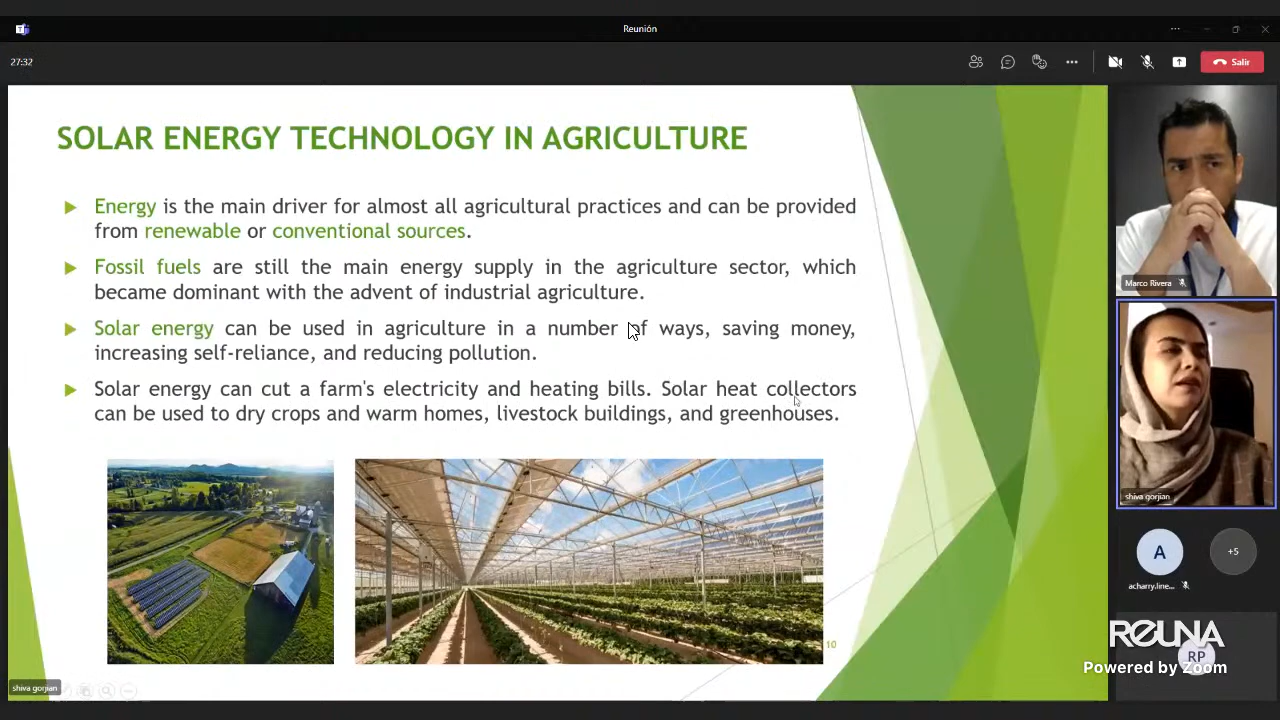 Reunión
27:32
Salir
SOLAR ENERGY TECHNOLOGY IN AGRICULTURE
Energy is the main driver for almost all agricultural practices and can be provided
from renewable or conventional sources.
Fossil fuels are still the main energy supply in the agriculture sector, which
became dominant with the advent of industrial agriculture.
Solar energy can be used in agriculture in a number of ways, saving money,
increasing self-reliance, and reducing pollution.
Solar energy can cut a farm's electricity and heating bills. Solar heat collectors
can be used to dry crops and warm homes, livestock buildings, and greenhouses.
10
shiva gorjian
Marco Rivera
shiva gorjian
A
+5
acharry.line...
REUNA
RP
Powered by Zoom